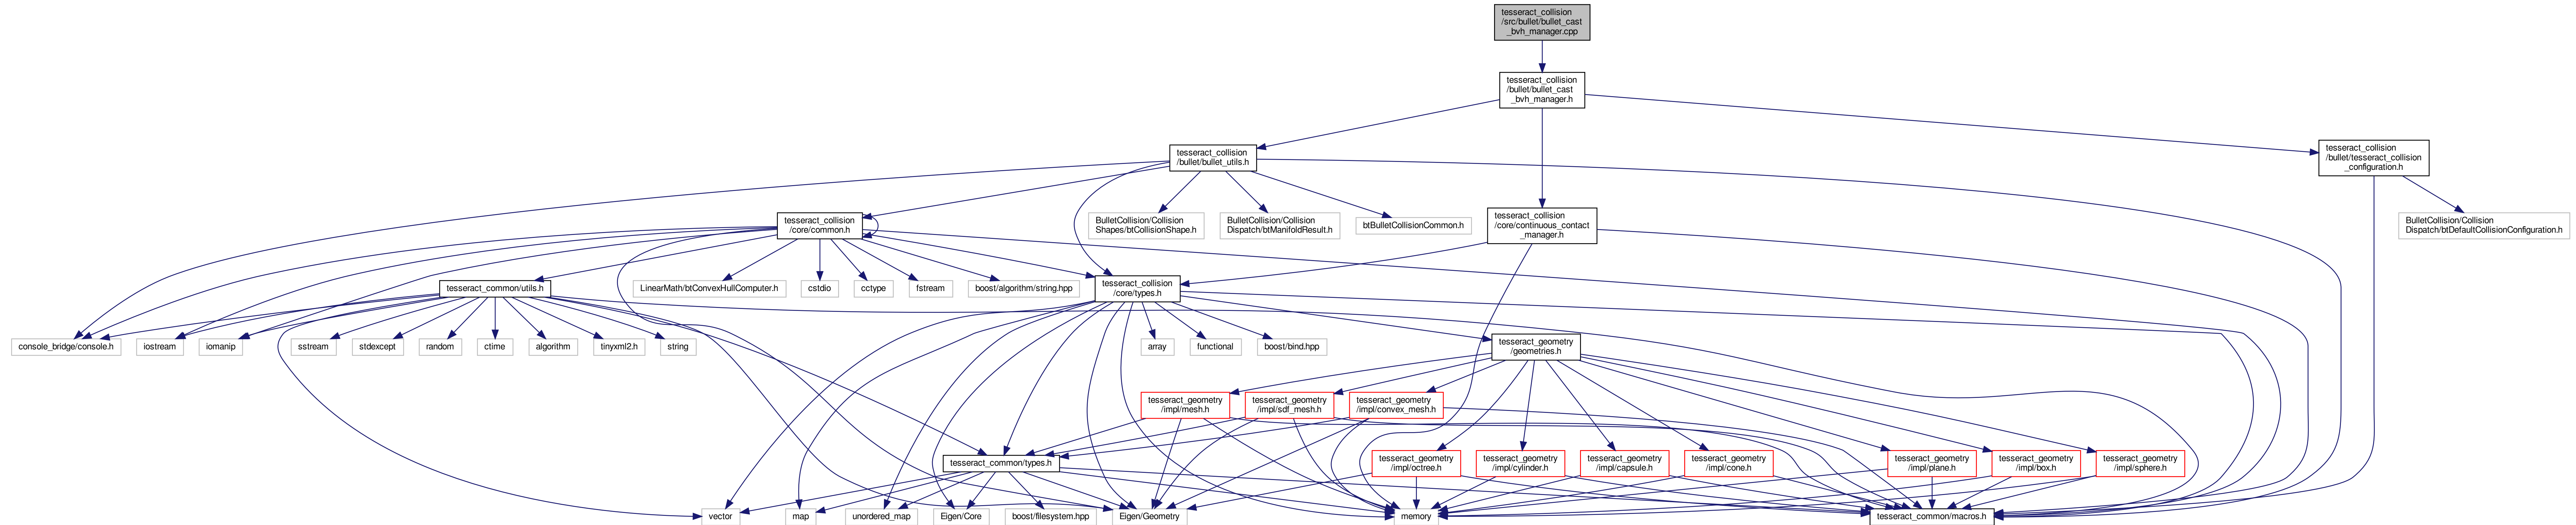 tesseract_collision
/src/bullet/bullet_cast
_bvh_manager.cpp
tesseract_collision
/bullet/bullet_cast
_bvh_manager.h
tesseract_collision
/bullet/bullet_utils.h
tesseract_collision
/bullet/tesseract_collision
_configuration.h
tesseract_collision
/core/common.h
BulletCollision/Collision
Shapes/btCollisionShape.h
BulletCollision/Collision
Dispatch/btManifoldResult.h
btBulletCollisionCommon.h
tesseract_collision
/core/continuous_contact
_manager.h
BulletCollision/Collision
Dispatch/btDefaultCollisionConfiguration.h
tesseract_common/utils.h
LinearMath/btConvexHullComputer.h
cstdio
cctype
fstream
boost/algorithm/string.hpp
tesseract_collision
/core/types.h
console_bridge/console.h
iostream
iomanip
sstream
stdexcept
random
ctime
algorithm
tinyxml2.h
string
array
functional
boost/bind.hpp
tesseract_geometry
/geometries.h
tesseract_geometry
/impl/mesh.h
tesseract_geometry
/impl/sdf_mesh.h
tesseract_geometry
/impl/convex_mesh.h
tesseract_common/types.h
tesseract_geometry
/impl/octree.h
tesseract_geometry
/impl/cylinder.h
tesseract_geometry
/impl/capsule.h
tesseract_geometry
/impl/cone.h
tesseract_geometry
/impl/plane.h
tesseract_geometry
/impl/box.h
tesseract_geometry
/impl/sphere.h
vector
map
unordered_map
Eigen/Core
boost/filesystem.hpp
Eigen/Geometry
memory
tesseract_common/macros.h